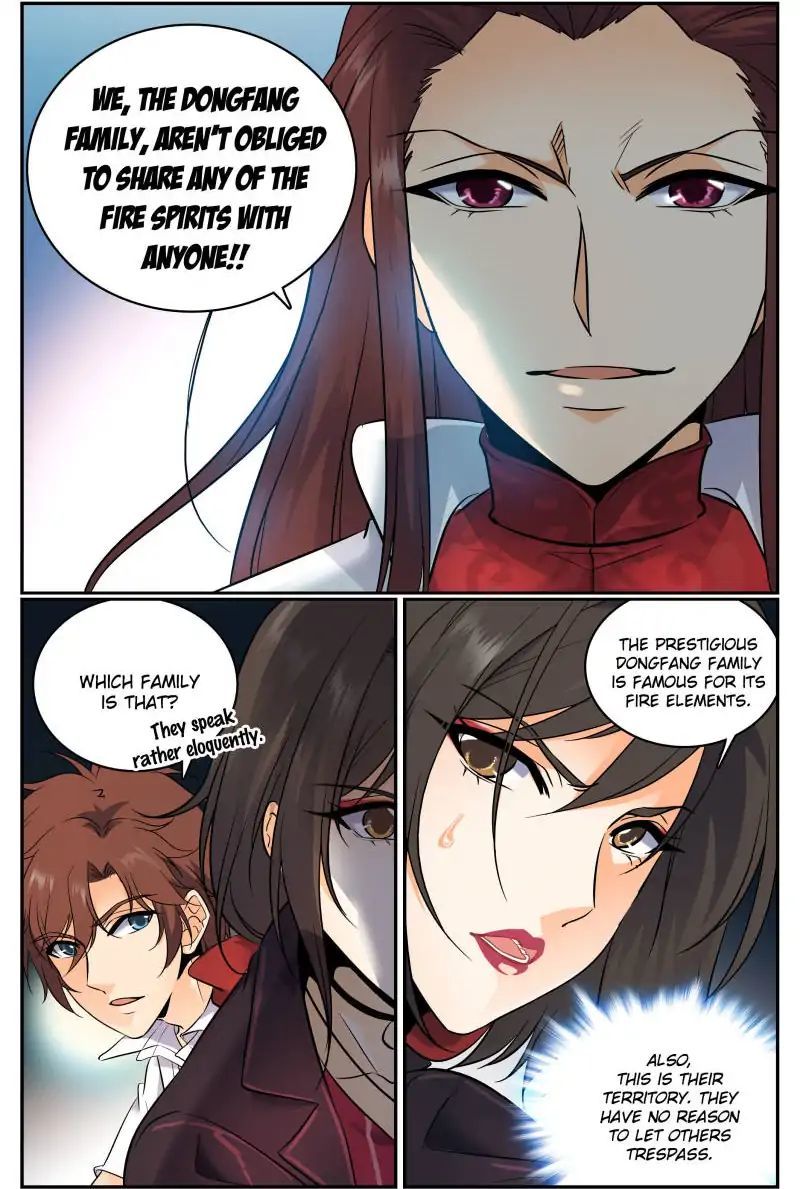 WE, THE DONGFANG
FAMILY, AREN'T OBLIGED
TO SHARE ANY OF THE
FIRE SPIRITS WITH
ANYONE!!
WHICH FAMILY
IS THAT?
They speak
rather eloquently.
THE PRESTIGIOUS
DONGFANG FAMILY
IS FAMOUS FOR ITS
FIRE ELEMENTS.
ALSO,
THIS IS THEIR
TERRITORY. THEY
HAVE NO REASON
TO LET OTHERS
TRESPASS.